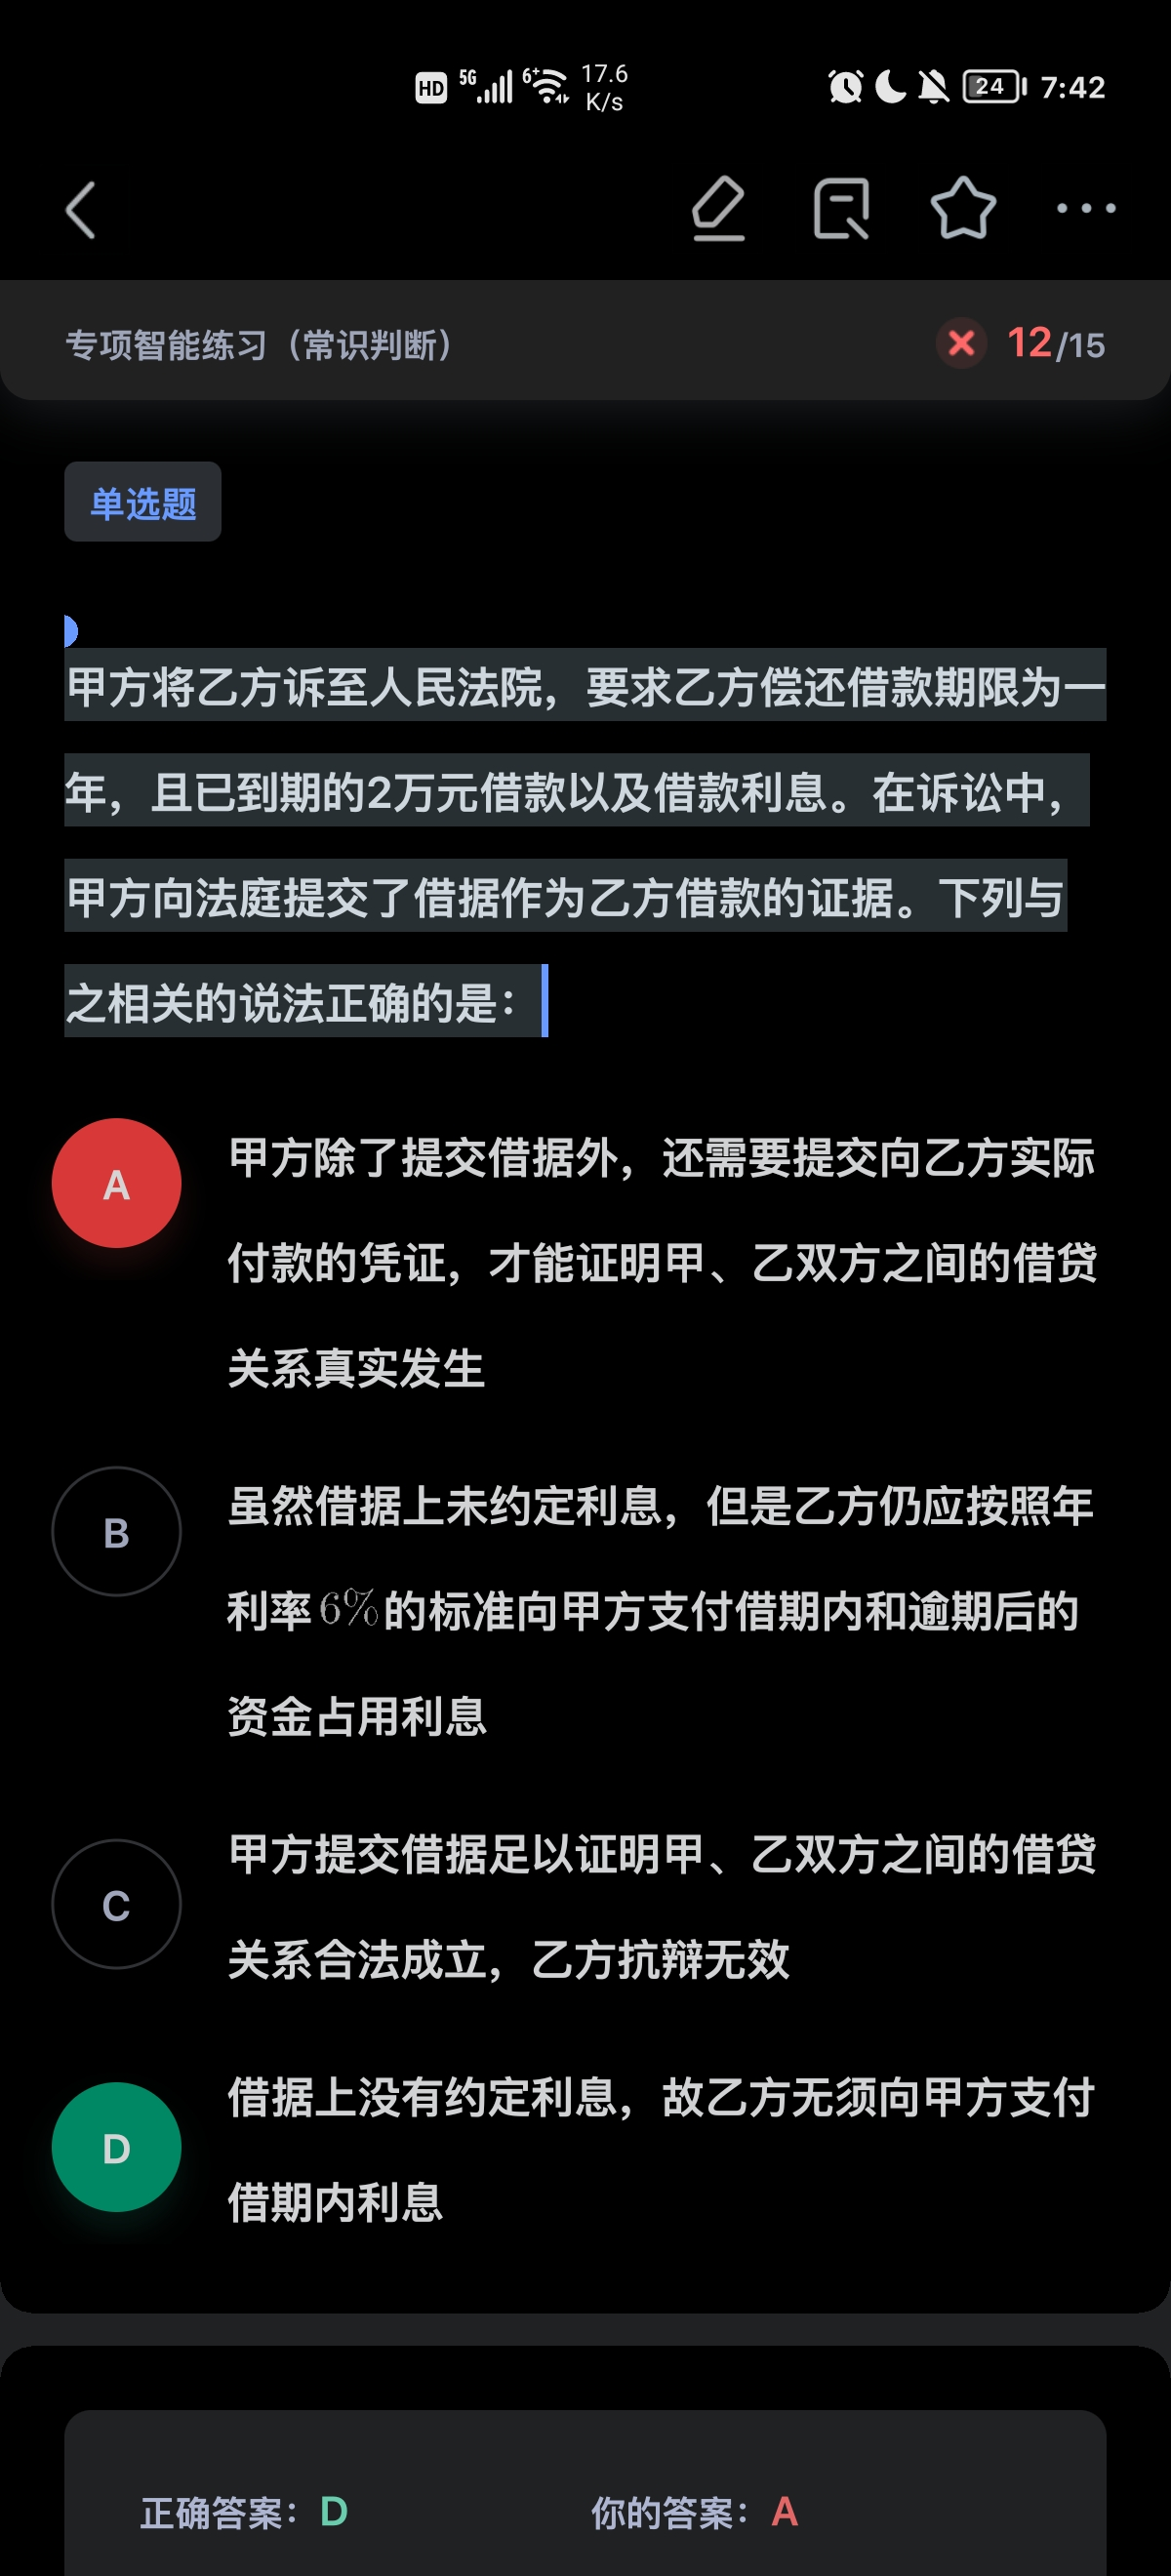 HD 5G 6+ 17.6 K/s 24 7:42
专项智能练习（常识判断） 12/15
单选题
甲方将乙方诉至人民法院，要求乙方偿还借款期限为一
年，且已到期的2万元借款以及借款利息。在诉讼中，
甲方向法庭提交了借据作为乙方借款的证据。下列与
之相关的说法正确的是：
A 甲方除了提交借据外，还需要提交向乙方实际
付款的凭证，才能证明甲、乙双方之间的借贷
关系真实发生
B 虽然借据上未约定利息，但是乙方仍应按照年
利率6%的标准向甲方支付借期内和逾期后的
资金占用利息
C 甲方提交借据足以证明甲、乙双方之间的借贷
关系合法成立，乙方抗辩无效
D 借据上没有约定利息，故乙方无须向甲方支付
借期内利息
正确答案：D 你的答案：A